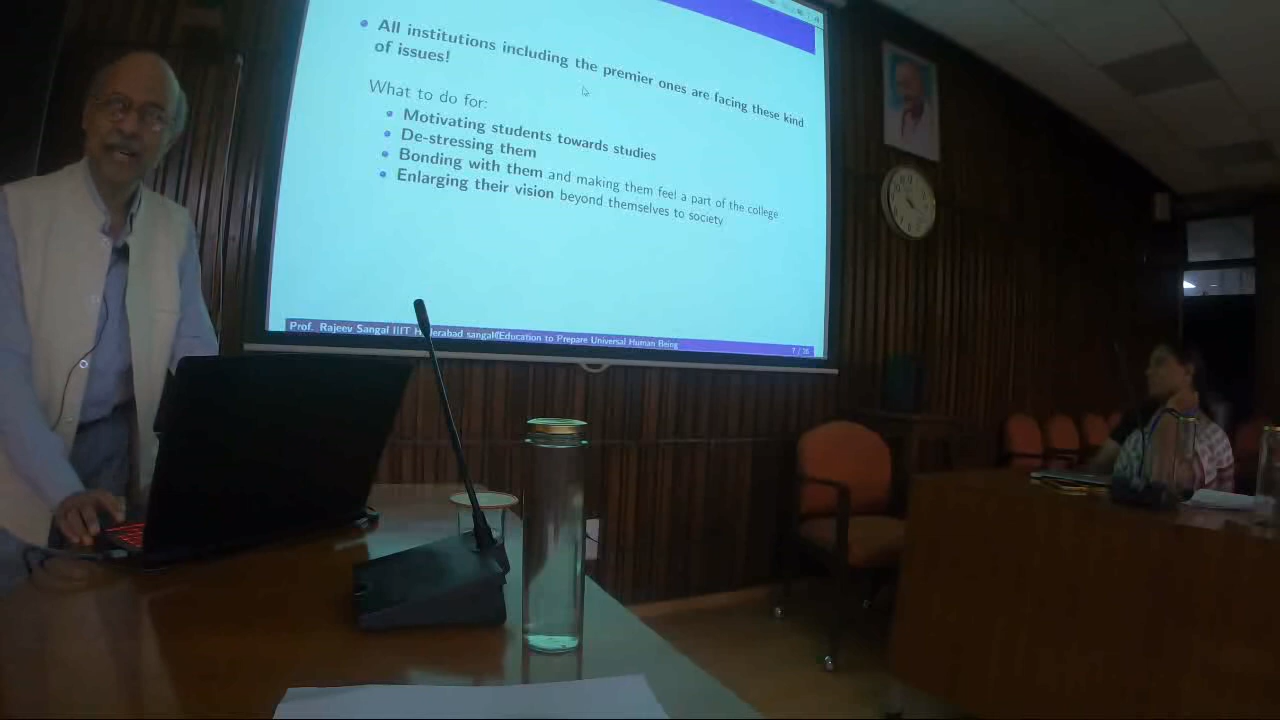 All institutions including the premier ones are facing these kind
of issues!
What to do for:
Motivating students towards studies
De-stressing them
Bonding with them and making them feel a part of the college
Enlarging their vision beyond themselves to society
Prof. Rajeev Sangal IIIT Hyderabad sangal@ Education to Prepare Universal Human Being 7 / 16